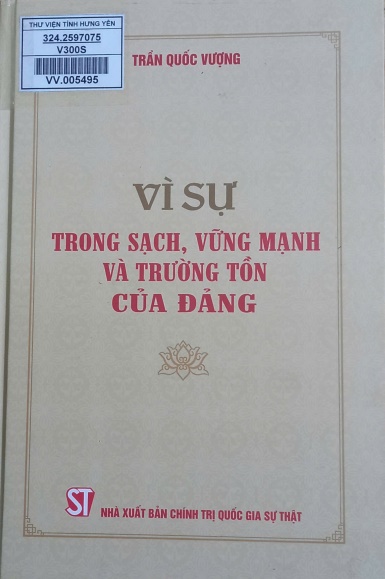 THƯ VIỆN TỈNH HƯNG YÊN
324.2597075
V300S
VV.005495
TRẦN QUỐC VƯỢNG
VÌ SỰ
TRONG SẠCH, VỮNG MẠNH
VÀ TRƯỜNG TỒN
CỦA ĐẢNG
ST
NHÀ XUẤT BẢN CHÍNH TRỊ QUỐC GIA SỰ THẬT